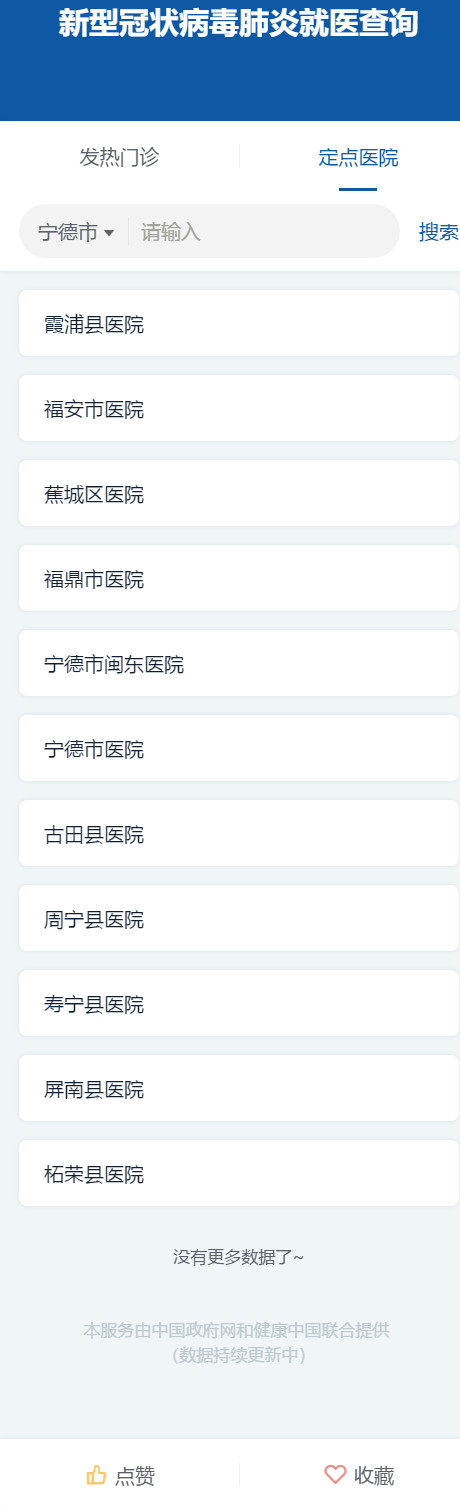 新型冠状病毒肺炎就医查询
发热门诊
定点医院
宁德市 请输入 搜索
霞浦县医院
福安市医院
蕉城区医院
福鼎市医院
宁德市闽东医院
宁德市医院
古田县医院
周宁县医院
寿宁县医院
屏南县医院
柘荣县医院
没有更多数据了~
本服务由中国政府网和健康中国联合提供
（数据持续更新中）
点赞
收藏